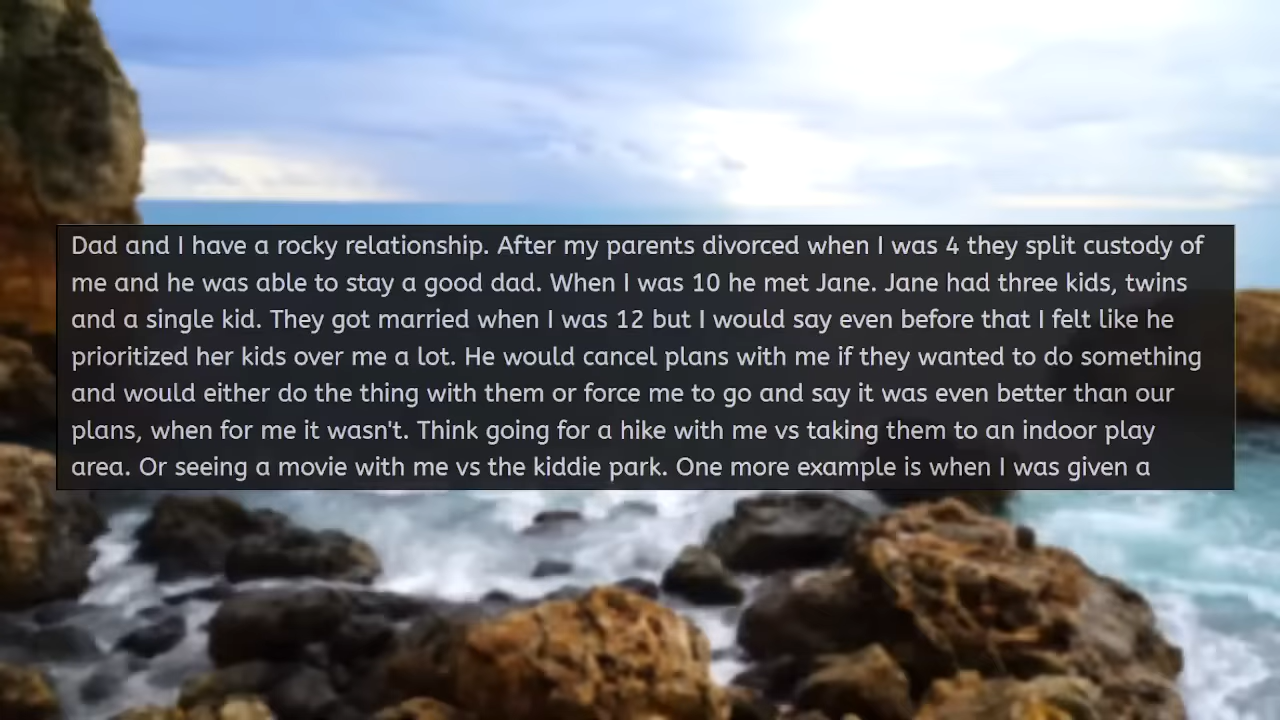 Dad and I have a rocky relationship. After my parents divorced when I was 4 they split custody of
me and he was able to stay a good dad. When I was 10 he met Jane. Jane had three kids, twins
and a single kid. They got married when I was 12 but I would say even before that I felt like he
prioritized her kids over me a lot. He would cancel plans with me if they wanted to do something
and would either do the thing with them or force me to go and say it was even better than our
plans, when for me it wasn't. Think going for a hike with me vs taking them to an indoor play
area. Or seeing a movie with me vs the kiddie park. One more example is when I was given a